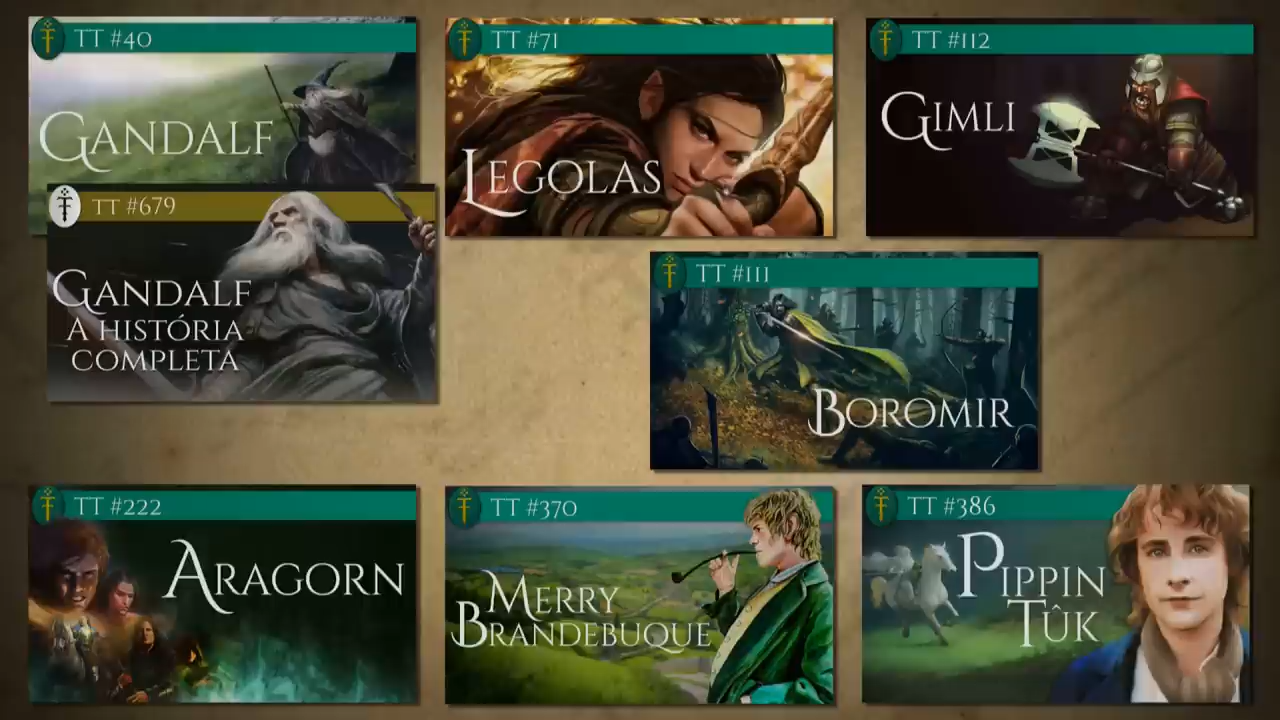 TT #40
GANDALF
TT #679
GANDALF
A HISTÓRIA
COMPLETA
TT #71
LEGOLAS
TT #112
GIMLI
TT #111
BOROMIR
TT #222
ARAGORN
TT #370
MERRY
BRANDEBUQUE
TT #386
PIPPIN
TÛK